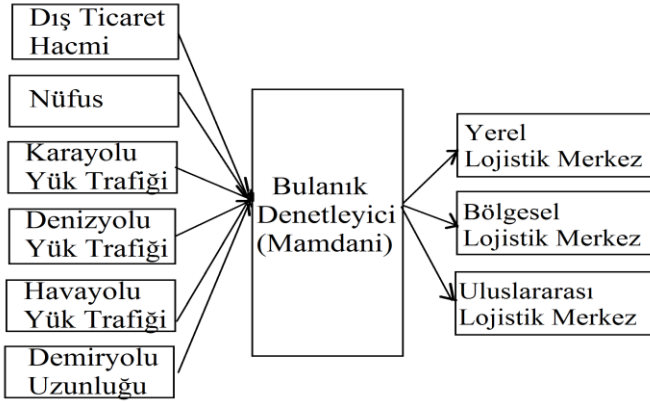 Dış Ticaret
Hacmi
Nüfus
Karayolu
Yük Trafiği
Denizyolu
Yük Trafiği
Havayolu
Yük Trafiği
Demiryolu
Uzunluğu
Bulanık
Denetleyici
(Mamdani)
Yerel
Lojistik Merkez
Bölgesel
Lojistik Merkez
Uluslararası
Lojistik Merkez